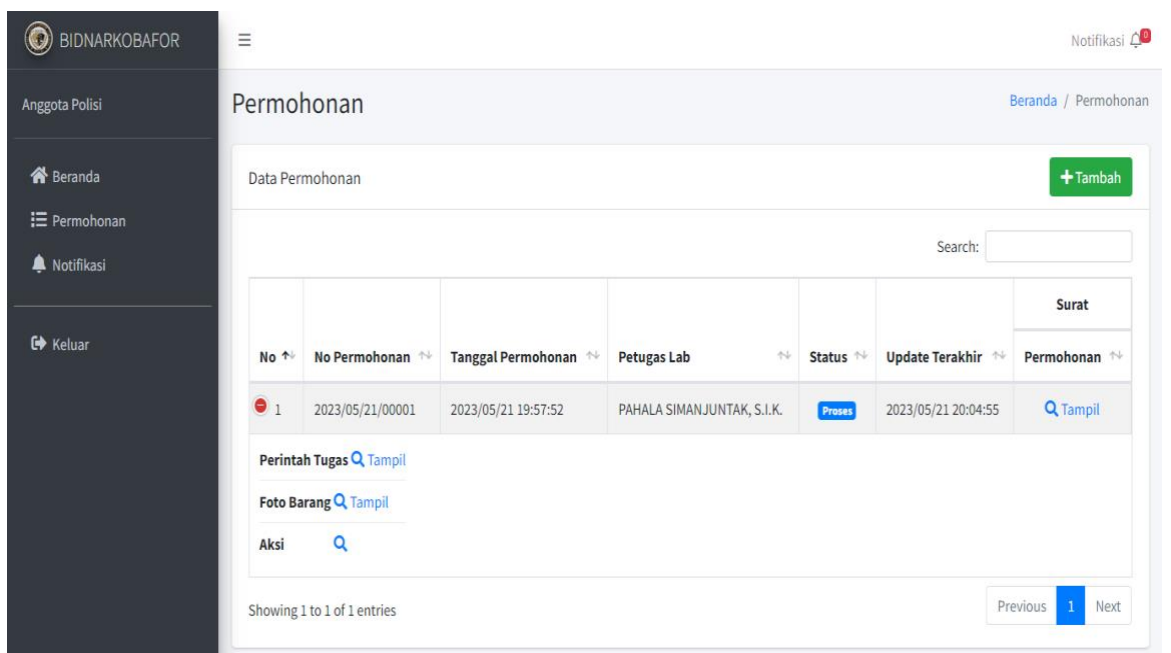 BIDNARKOBAFOR
Notifikasi 0
Anggota Polisi
Permohonan
Beranda / Permohonan
Beranda
Permohonan
Notifikasi
Keluar
Data Permohonan
+Tambah
Search:
Surat
No No Permohonan Tanggal Permohonan Petugas Lab Status Update Terakhir Permohonan
1 2023/05/21/00001 2023/05/21 19:57:52 PAHALA SIMANJUNTAK, S.I.K. Proses 2023/05/21 20:04:55 Tampil
Perintah Tugas Tampil
Foto Barang Tampil
Aksi
Showing 1 to 1 of 1 entries
Previous 1 Next